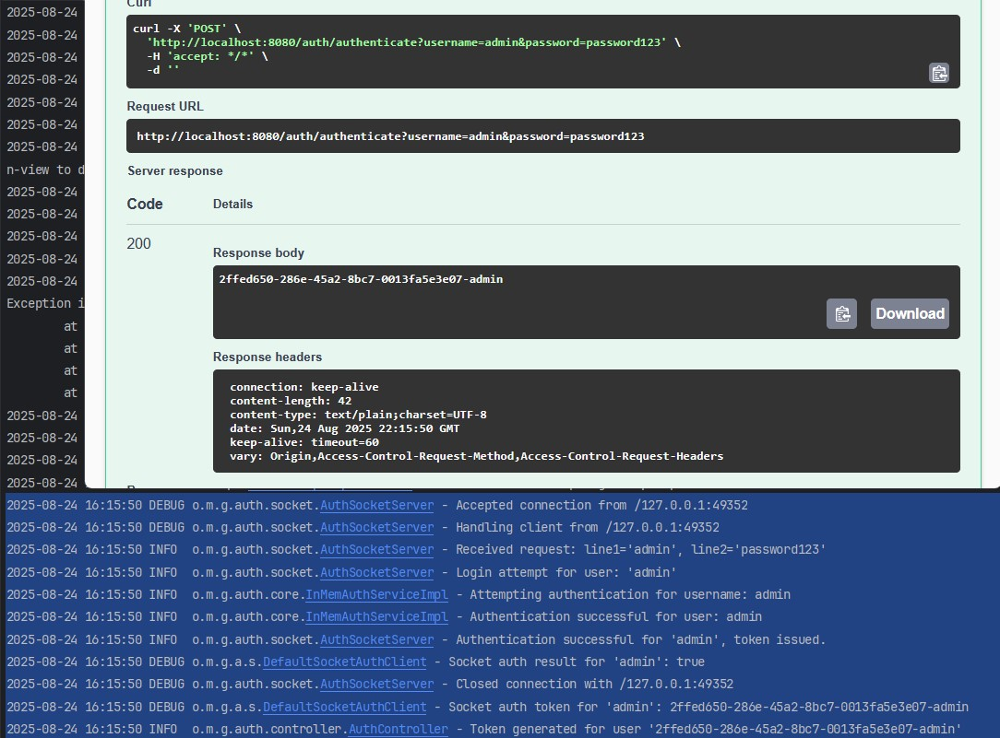 Curl
curl -X 'POST' \
'http://localhost:8080/auth/authenticate?username=admin&password=password123' \
-H 'accept: */*' \
-d ''
Request URL
http://localhost:8080/auth/authenticate?username=admin&password=password123
Server response
Code Details
200
Response body
2ffed650-286e-45a2-8bc7-0013fa5e3e07-admin
Download
Response headers
connection: keep-alive
content-length: 42
content-type: text/plain;charset=UTF-8
date: Sun,24 Aug 2025 22:15:50 GMT
keep-alive: timeout=60
vary: Origin,Access-Control-Request-Method,Access-Control-Request-Headers
2025-08-24
2025-08-24
2025-08-24
2025-08-24
2025-08-24
2025-08-24
2025-08-24
n-view to d
2025-08-24
2025-08-24
2025-08-24
2025-08-24
2025-08-24
Exception i
at
at
at
at
2025-08-24
2025-08-24
2025-08-24
2025-08-24
2025-08-24 16:15:50 DEBUG o.m.g.auth.socket.AuthSocketServer - Accepted connection from /127.0.0.1:49352
2025-08-24 16:15:50 DEBUG o.m.g.auth.socket.AuthSocketServer - Handling client from /127.0.0.1:49352
2025-08-24 16:15:50 INFO o.m.g.auth.socket.AuthSocketServer - Received request: line1='admin', line2='password123'
2025-08-24 16:15:50 INFO o.m.g.auth.socket.AuthSocketServer - Login attempt for user: 'admin'
2025-08-24 16:15:50 INFO o.m.g.auth.core.InMemAuthServiceImpl - Attempting authentication for username: admin
2025-08-24 16:15:50 INFO o.m.g.auth.core.InMemAuthServiceImpl - Authentication successful for user: admin
2025-08-24 16:15:50 INFO o.m.g.auth.socket.AuthSocketServer - Authentication successful for 'admin', token issued.
2025-08-24 16:15:50 DEBUG o.m.g.a.s.DefaultSocketAuthClient - Socket auth result for 'admin': true
2025-08-24 16:15:50 DEBUG o.m.g.auth.socket.AuthSocketServer - Closed connection with /127.0.0.1:49352
2025-08-24 16:15:50 DEBUG o.m.g.a.s.DefaultSocketAuthClient - Socket auth token for 'admin': 2ffed650-286e-45a2-8bc7-0013fa5e3e07-admin
2025-08-24 16:15:50 INFO o.m.g.auth.controller.AuthController - Token generated for user '2ffed650-286e-45a2-8bc7-0013fa5e3e07-admin'